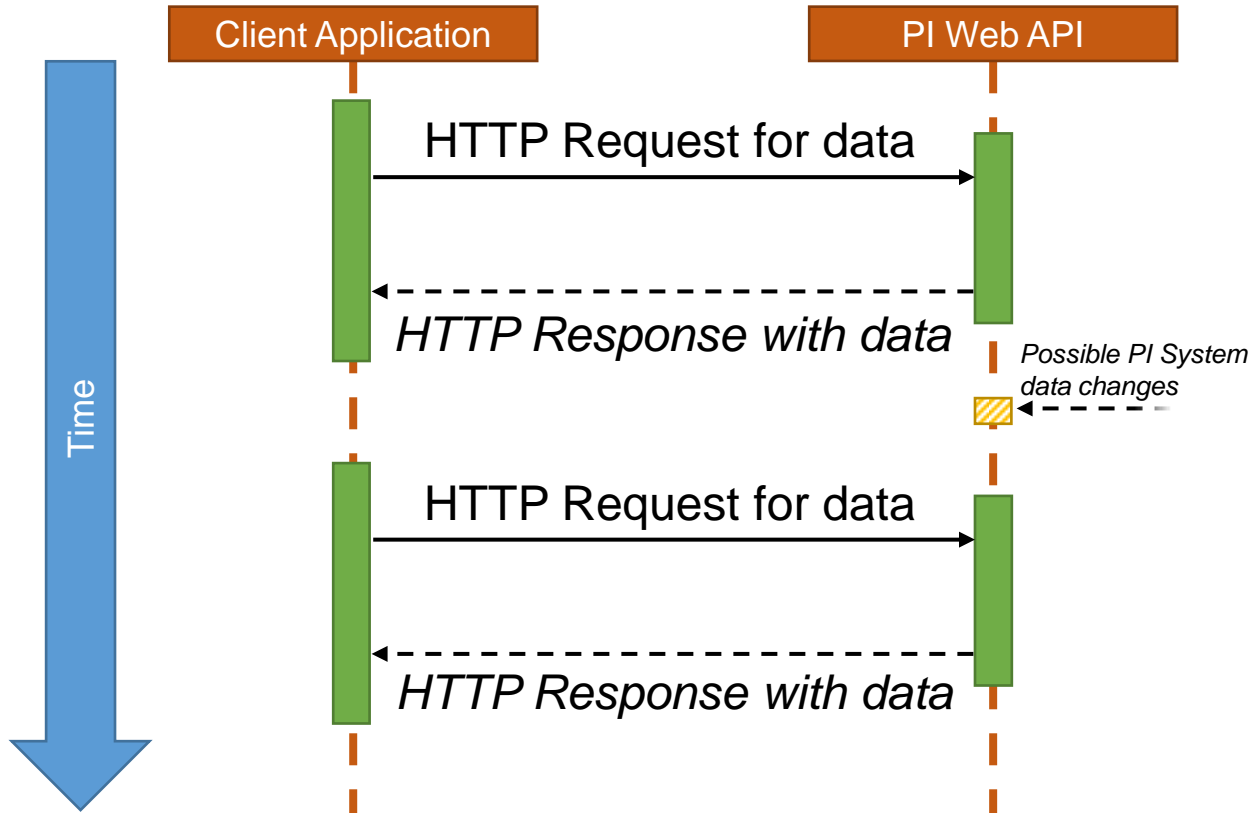 Client Application
PI Web API
HTTP Request for data
HTTP Response with data
Possible PI System
data changes
Time
HTTP Request for data
HTTP Response with data